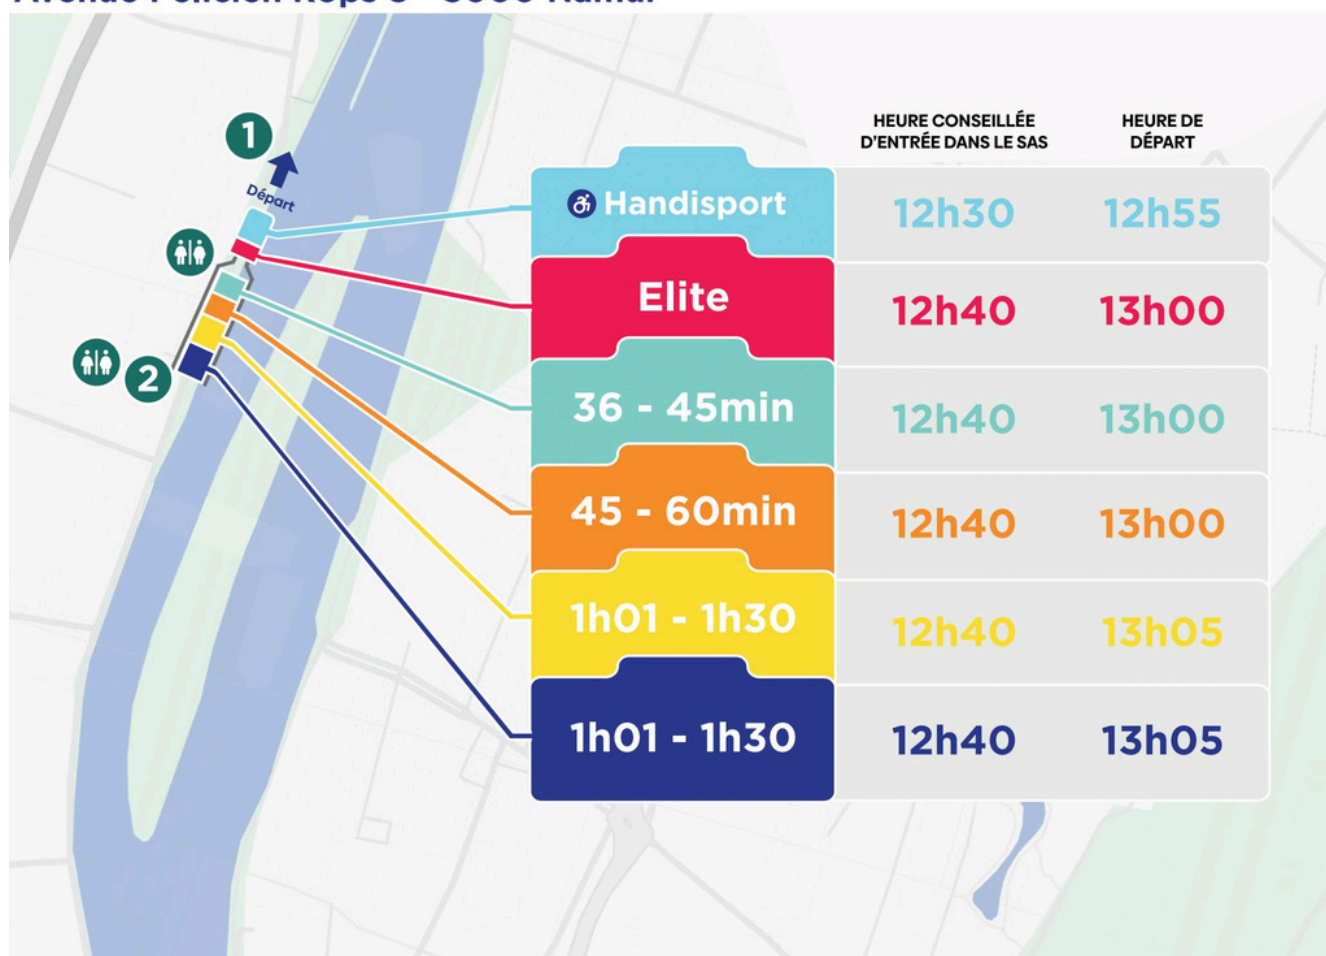 1
Départ
2
HEURE CONSEILLÉE
D'ENTRÉE DANS LE SAS
HEURE DE
DÉPART
Handisport
12h30
12h55
Elite
12h40
13h00
36 - 45min
12h40
13h00
45 - 60min
12h40
13h00
1h01 - 1h30
12h40
13h05
1h01 - 1h30
12h40
13h05